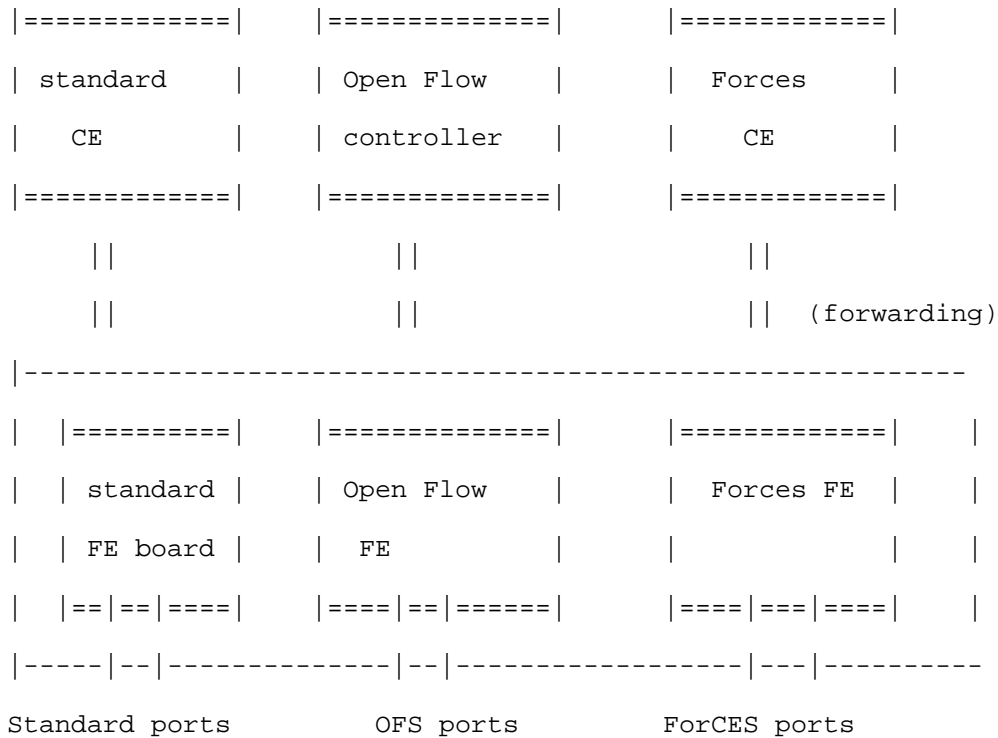 |=============|     |==============|       |=============|
| standard    |     | Open Flow    |       |  Forces     |
|   CE        |     | controller   |       |    CE       |
|=============|     |==============|       |=============|
     ||                  ||                     ||
     ||                  ||                     ||  (forwarding)
|-----------------------------------------------------------
|  |==========|     |==============|       |=============|    |
|  | standard |     | Open Flow    |       |  Forces FE  |    |
|  | FE board |     |  FE          |       |             |    |
|  |==|==|====|     |====|==|======|       |====|===|====|    |
|-----|--|--------------|--|------------------|---|----------
Standard ports         OFS ports         ForCES ports